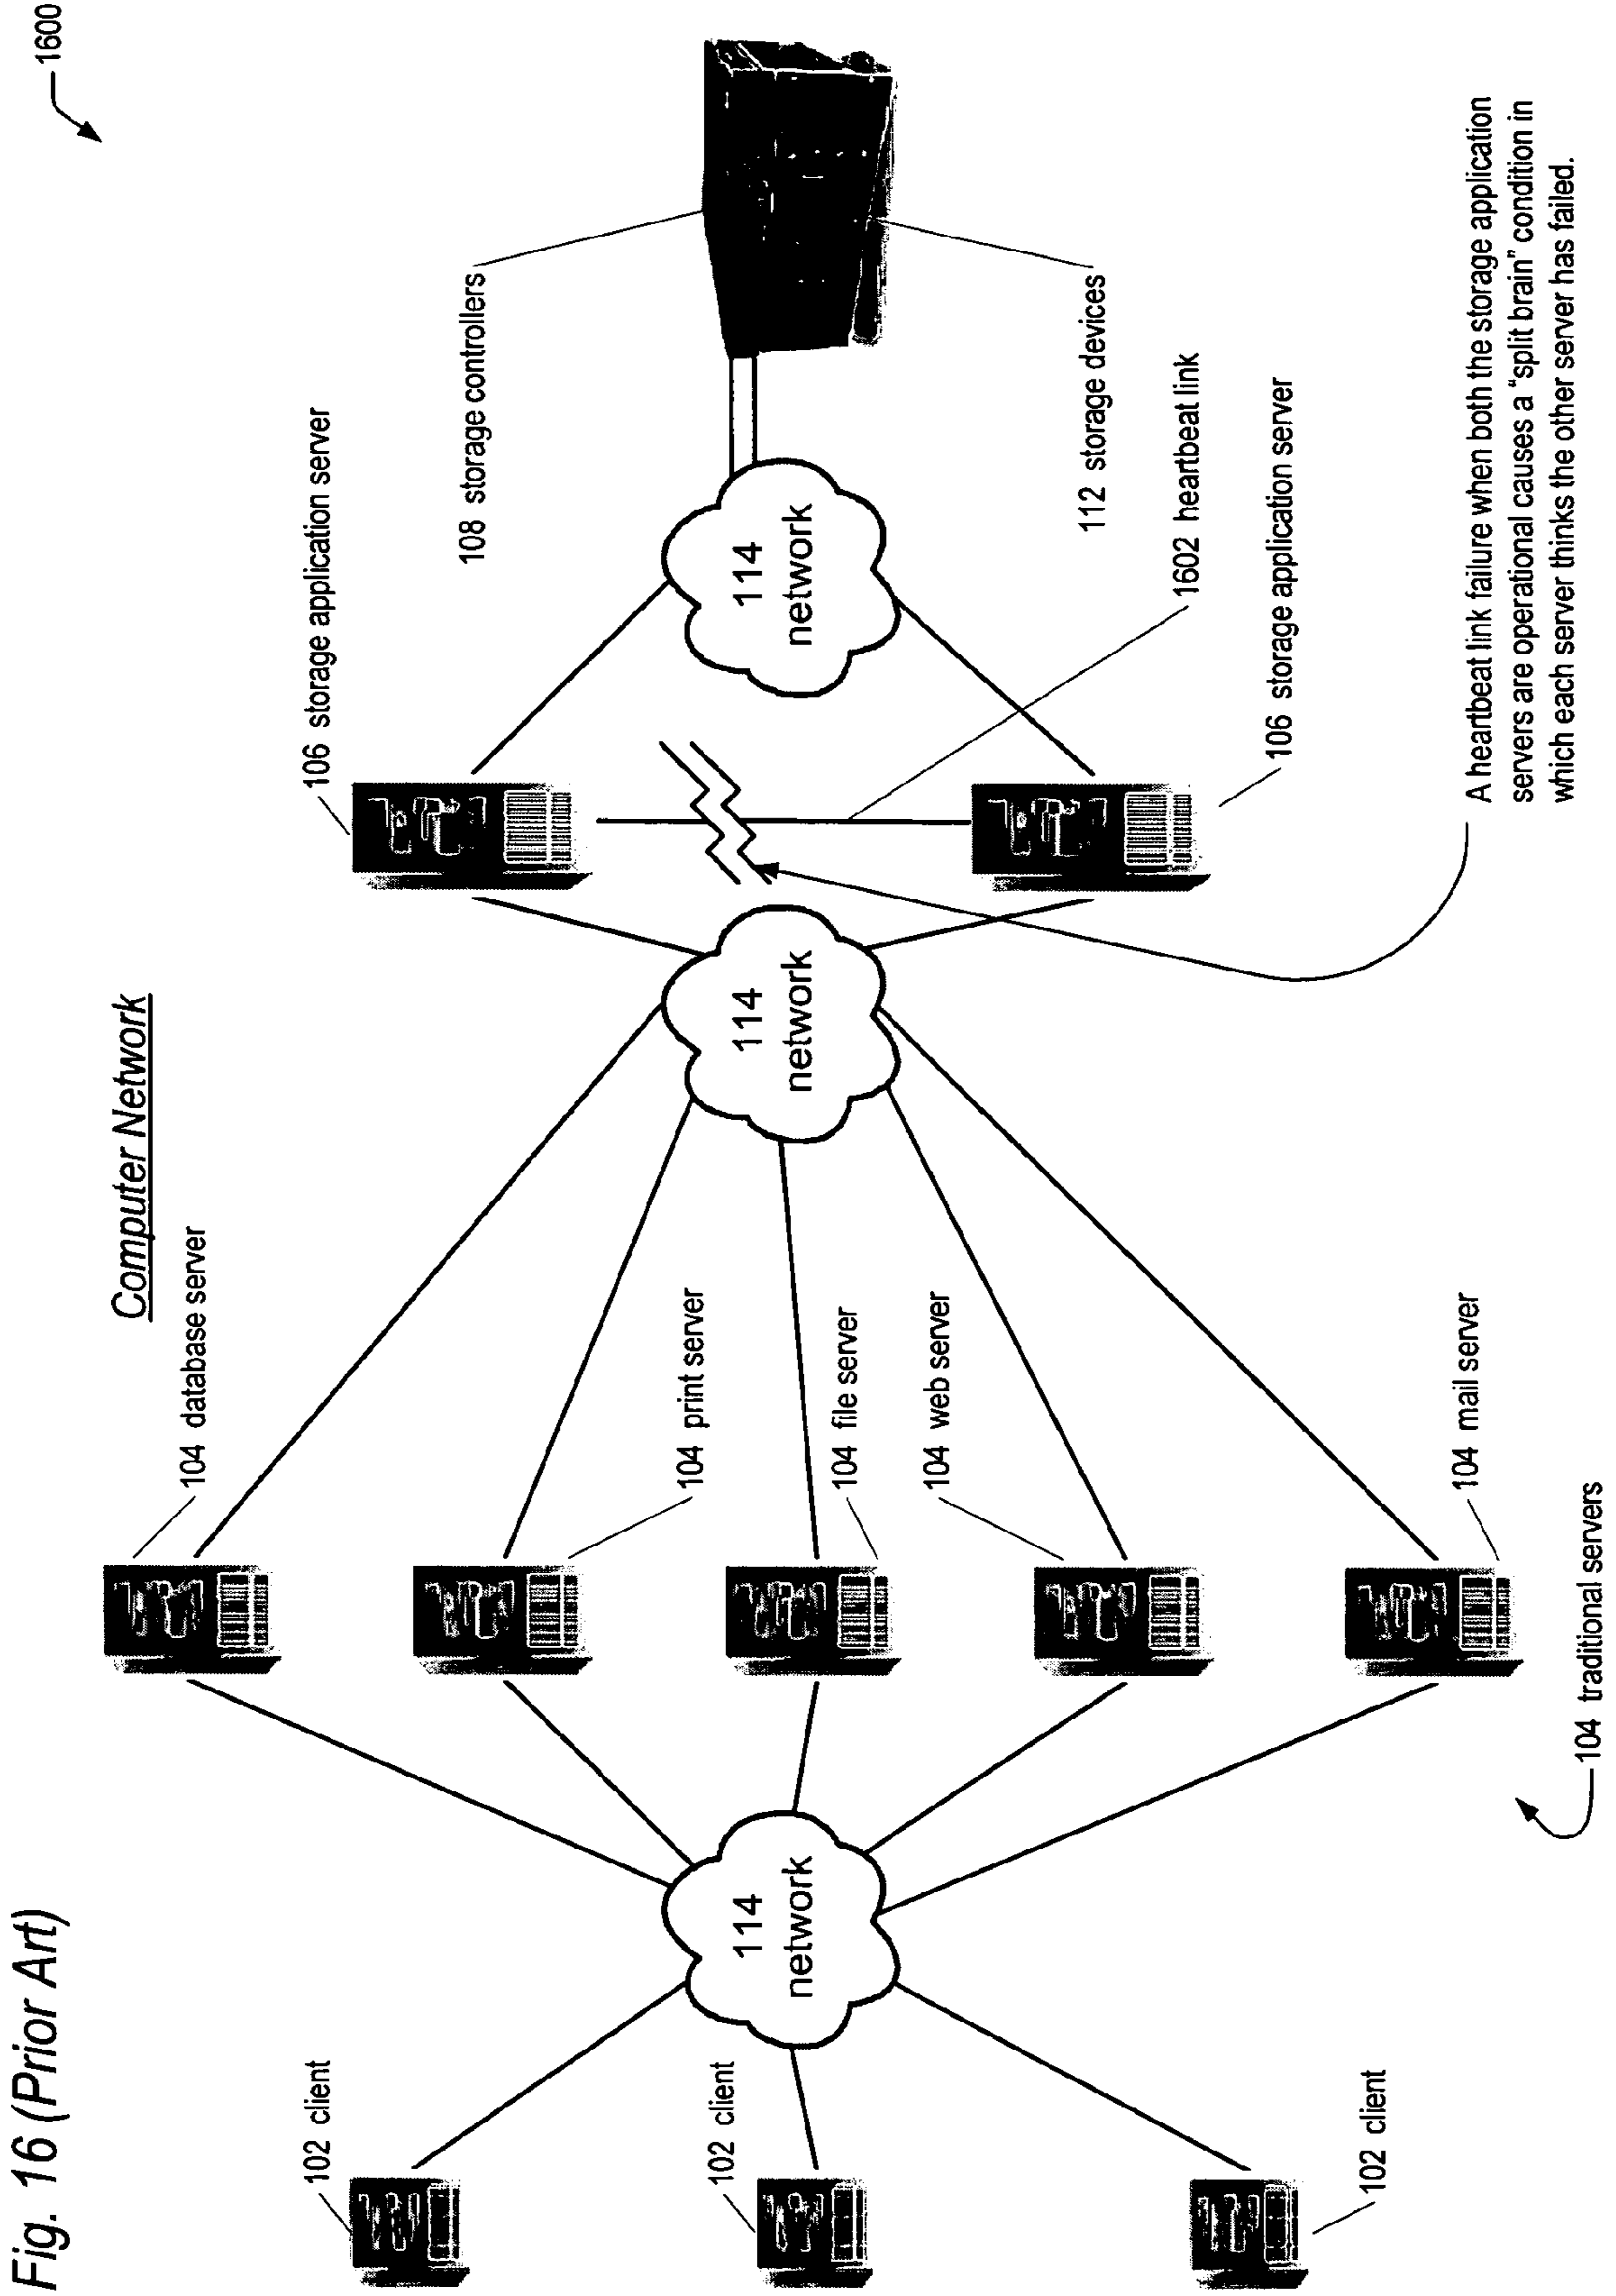 Fig. 16 (Prior Art)
1600
Computer Network
104 database server
106 storage application server
102 client
108 storage controllers
104 print server
114
network
114
network
114
network
102 client
104 file server
104 web server
112 storage devices
1602 heartbeat link
106 storage application server
102 client
104 mail server
104 traditional servers
A heartbeat link failure when both the storage application
servers are operational causes a "split brain" condition in
which each server thinks the other server has failed.